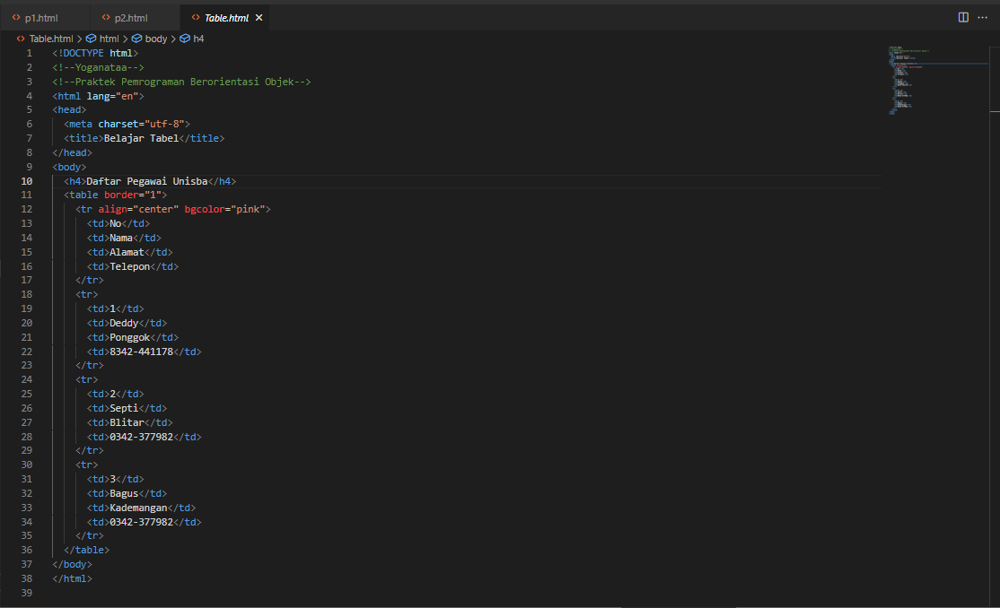 p1.html p2.html Table.html
Table.html > html > body > h4
1 <!DOCTYPE html>
2 <!--Yoganataa-->
3 <!--Praktek Pemrograman Berorientasi Objek-->
4 <html lang="en">
5 <head>
6 <meta charset="utf-8">
7 <title>Belajar Tabel</title>
8 </head>
9 <body>
10 <h4>Daftar Pegawai Unisba</h4>
11 <table border="1">
12 <tr align="center" bgcolor="pink">
13 <td>No</td>
14 <td>Nama</td>
15 <td>Alamat</td>
16 <td>Telepon</td>
17 </tr>
18 <tr>
19 <td>1</td>
20 <td>Deddy</td>
21 <td>Ponggok</td>
22 <td>8342-441178</td>
23 </tr>
24 <tr>
25 <td>2</td>
26 <td>Septi</td>
27 <td>Blitar</td>
28 <td>0342-377982</td>
29 </tr>
30 <tr>
31 <td>3</td>
32 <td>Bagus</td>
33 <td>Kademangan</td>
34 <td>0342-377982</td>
35 </tr>
36 </table>
37 </body>
38 </html>
39